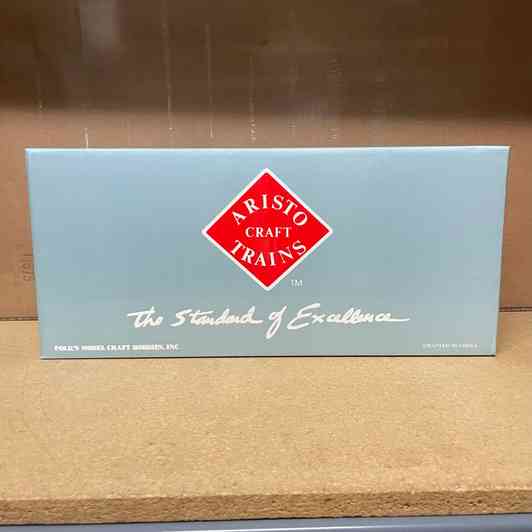 ARISTO
CRAFT
TRAINS
TM
The Standard of Excellence
POLK'S MODEL CRAFT HOBBIES, INC